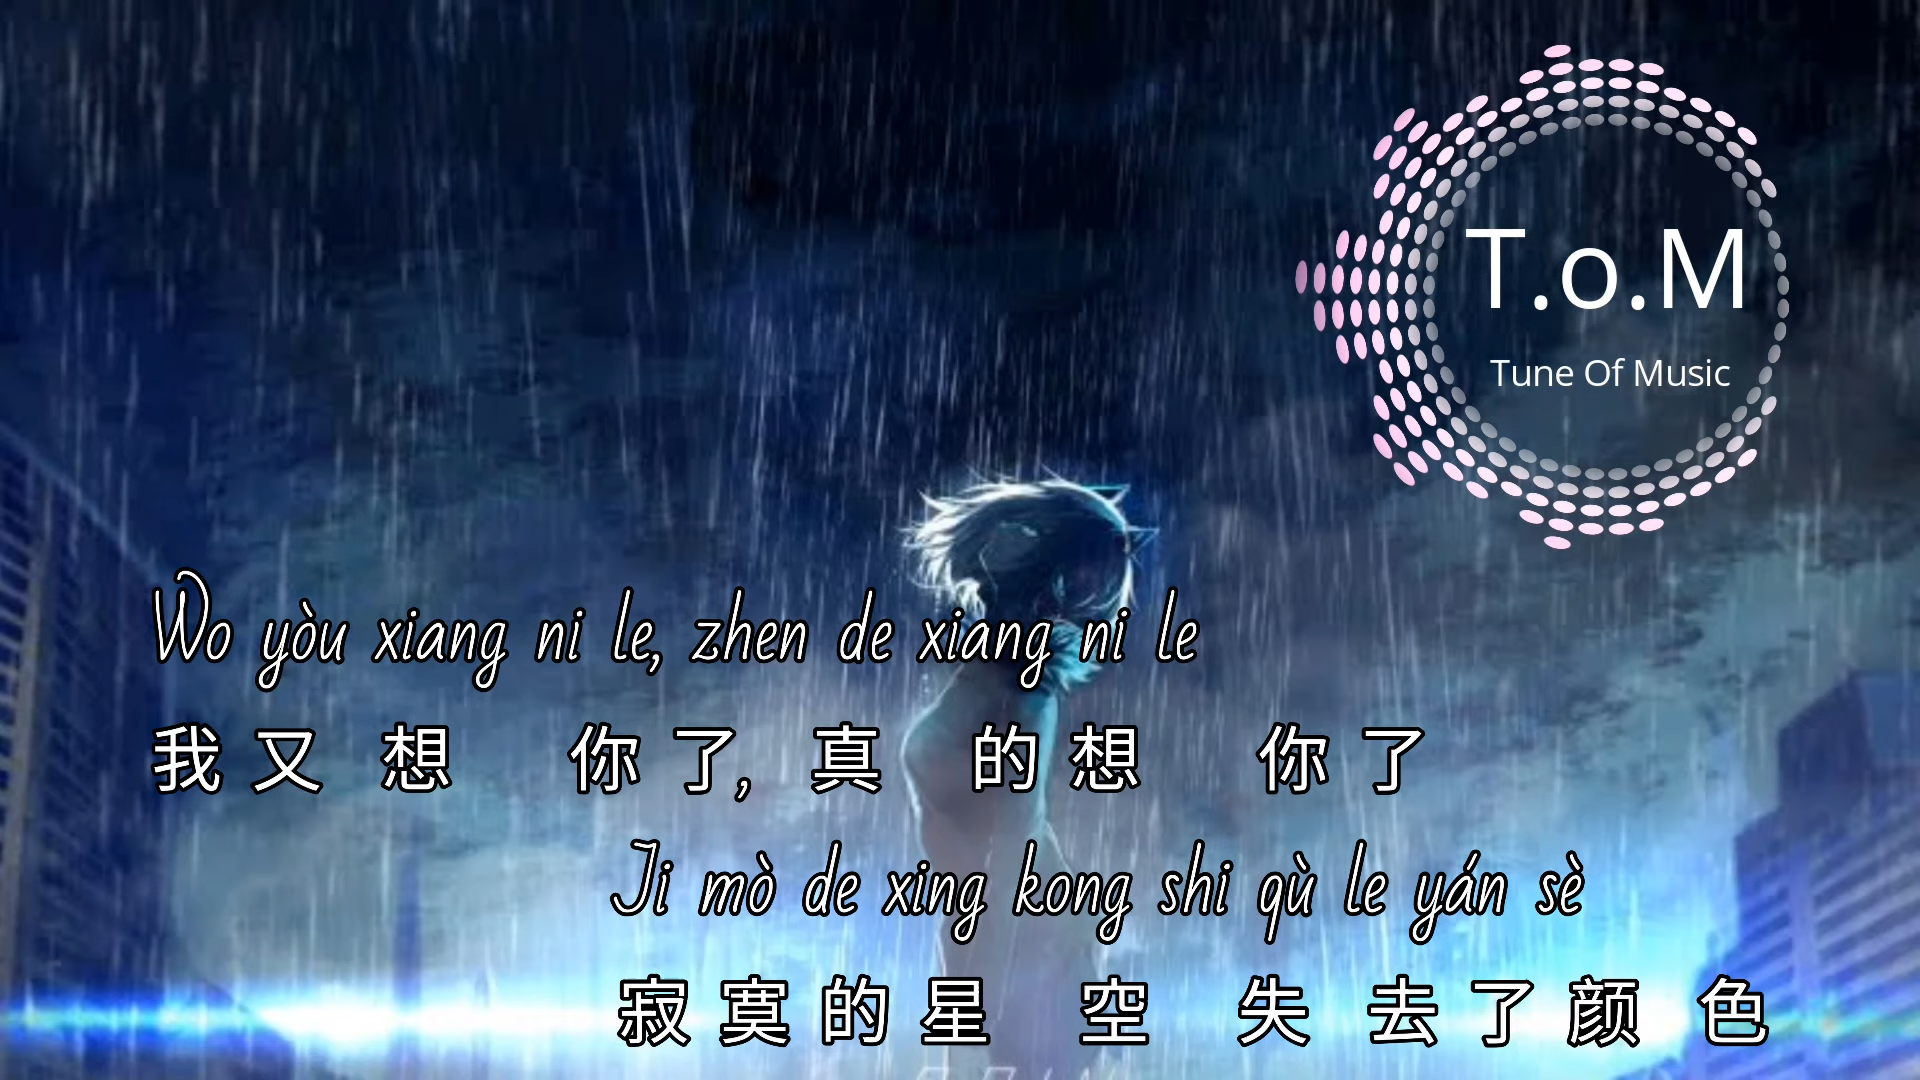 T.o.M
Tune Of Music
Wo yòu xiang ni le, zhen de xiang ni le
我又想你了,真的想你了
Ji mò de xing kong shi qù le yán sè
寂寞的星空失去了颜色